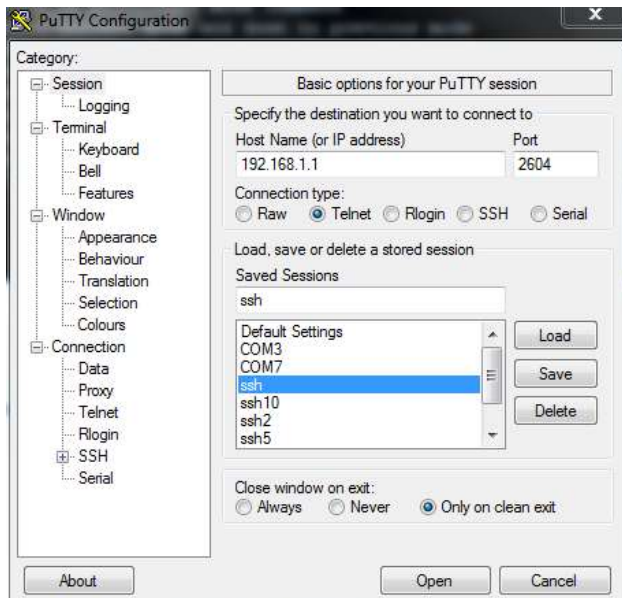 PuTTY Configuration
x
Category:
Session
Logging
Terminal
Keyboard
Bell
Features
Window
Appearance
Behaviour
Translation
Selection
Colours
Connection
Data
Proxy
Telnet
Rlogin
SSH
Serial
Basic options for your PuTTY session
Specify the destination you want to connect to
Host Name (or IP address) Port
192.168.1.1 2604
Connection type:
Raw Telnet Rlogin SSH Serial
Load, save or delete a stored session
Saved Sessions
ssh
Default Settings
COM3
COM7
ssh
ssh10
ssh2
ssh5
Load
Save
Delete
Close window on exit:
Always Never Only on clean exit
About Open Cancel